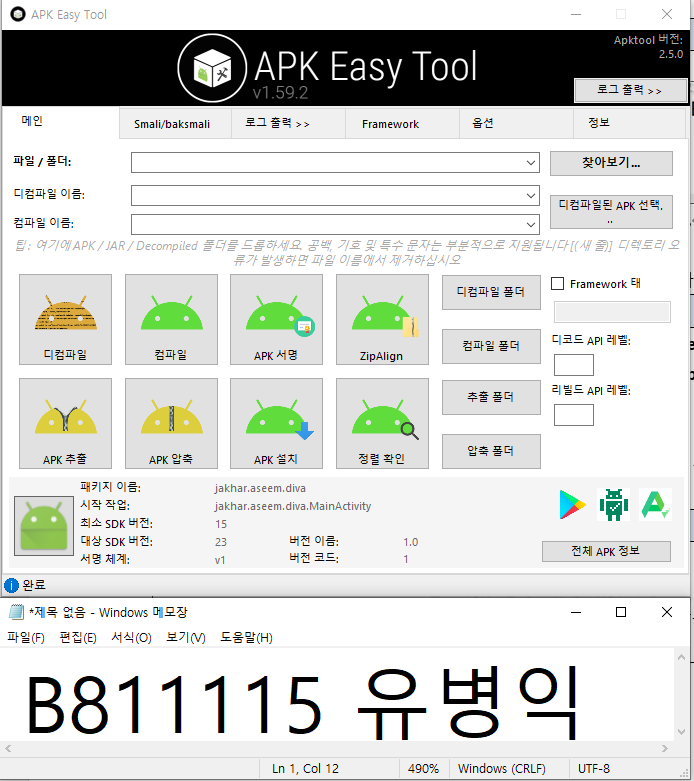 APK Easy Tool
Apktool 버전:
2.5.0
APK Easy Tool
v1.59.2
로그 출력 >>
메인
Smali/baksmali
로그 출력 >>
Framework
옵션
정보
파일 / 폴더:
찾아보기...
디컴파일 이름:
디컴파일된 APK 선택.
..
컴파일 이름:
팁: 여기에 APK / JAR / Decompiled 폴더를 드롭하세요. 공백, 기호 및 특수 문자는 부분적으로 지원됩니다 [(새 줄)] 디렉토리 오
류가 발생하면 파일 이름에서 제거하십시오
디컴파일
컴파일
APK 서명
ZipAlign
디컴파일 폴더
Framework 태
컴파일 폴더
디코드 API 레벨:
리빌드 API 레벨:
APK 추출
APK 압축
APK 설치
정렬 확인
추출 폴더
압축 폴더
패키지 이름: jakhar.aseem.diva
시작 작업: jakhar.aseem.diva.MainActivity
최소 SDK 버전: 15
대상 SDK 버전: 23 버전 이름: 1.0
서명 체계: v1 버전 코드: 1
전체 APK 정보
완료
*제목 없음 - Windows 메모장
파일(F) 편집(E) 서식(O) 보기(V) 도움말(H)
B811115 유병익
Ln 1, Col 12 490% Windows (CRLF) UTF-8